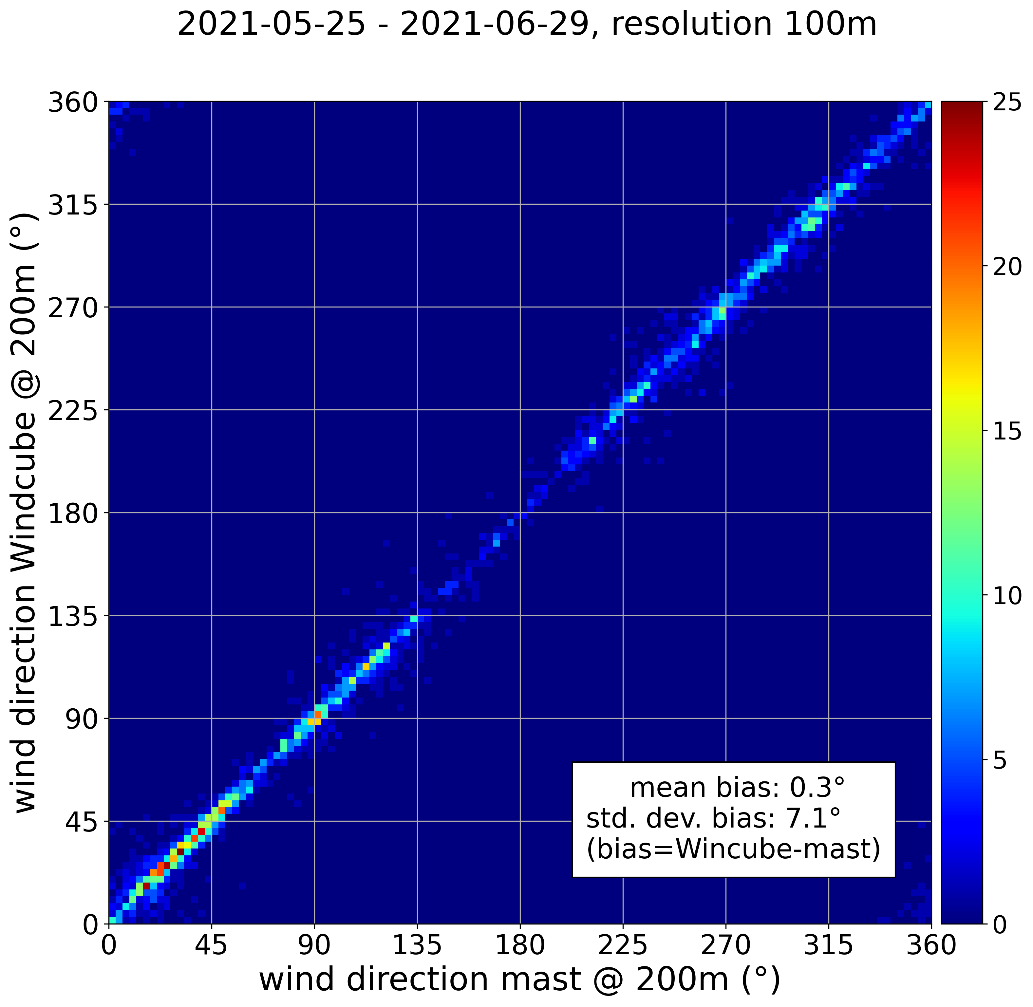 2021-05-25 - 2021-06-29, resolution 100m
360
315
270
225
180
135
90
45
0
wind direction Windcube @ 200m (°)
0 45 90 135 180 225 270 315 360
wind direction mast @ 200m (°)
mean bias: 0.3°
std. dev. bias: 7.1°
(bias=Wincube-mast)
25
20
15
10
5
0